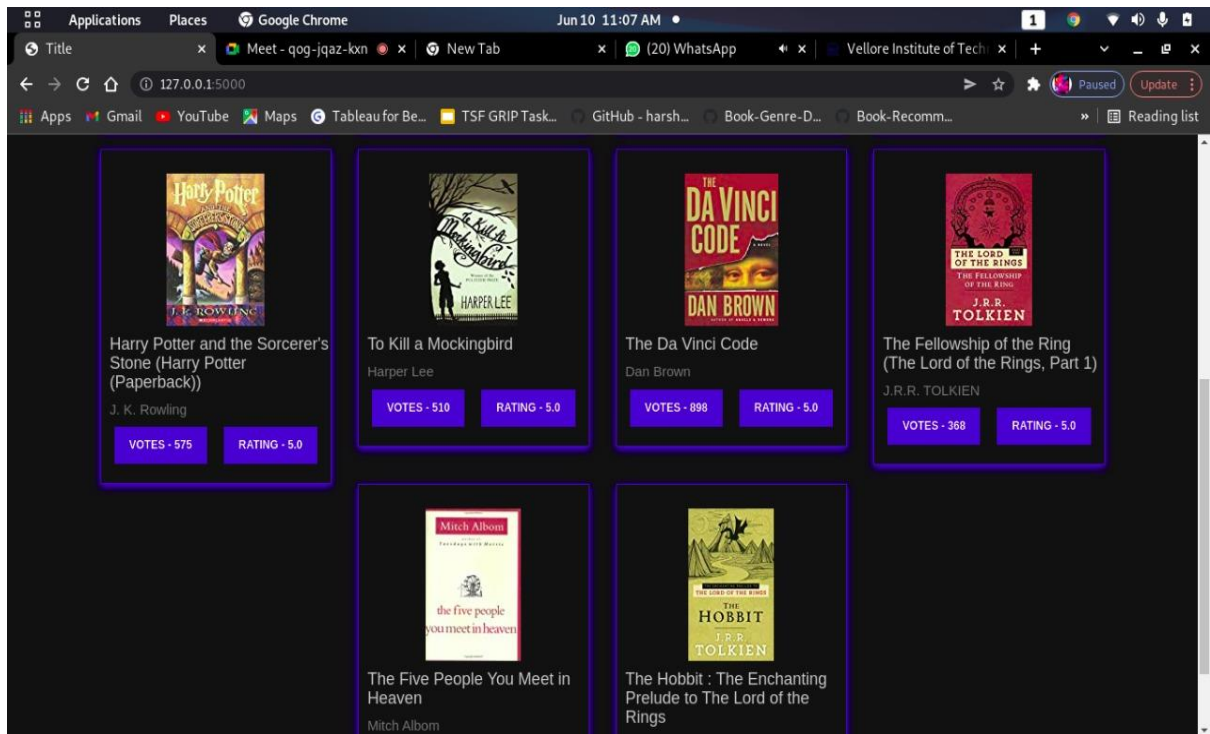 Applications Places Google Chrome Jun 10 11:07 AM 1
Title Meet - qog-jqaz-kxn New Tab (20) WhatsApp Vellore Institute of Tech
127.0.0.1:5000 Paused Update
Apps Gmail YouTube Maps Tableau for Be... TSF GRIP Task... GitHub - harsh... Book-Genre-D... Book-Recomm... » Reading list
Harry Potter
J. K. ROWLING
Harry Potter and the Sorcerer's
Stone (Harry Potter
(Paperback))
J. K. Rowling
VOTES - 575 RATING - 5.0
To Kill A
Mockingbird
HARPER LEE
To Kill a Mockingbird
Harper Lee
VOTES - 510 RATING - 5.0
THE
DA VINCI
CODE
DAN BROWN
The Da Vinci Code
Dan Brown
VOTES - 898 RATING - 5.0
THE LORD
OF THE RINGS
THE FELLOWSHIP
OF THE RING
J.R.R.
TOLKIEN
The Fellowship of the Ring
(The Lord of the Rings, Part 1)
J.R.R. TOLKIEN
VOTES - 368 RATING - 5.0
Mitch Albom
Tuesdays with Morrie
the five people
you meet in heaven
The Five People You Meet in
Heaven
Mitch Albom
THE LORD OF THE RINGS
THE
HOBBIT
J.R.R.
TOLKIEN
The Hobbit : The Enchanting
Prelude to The Lord of the
Rings